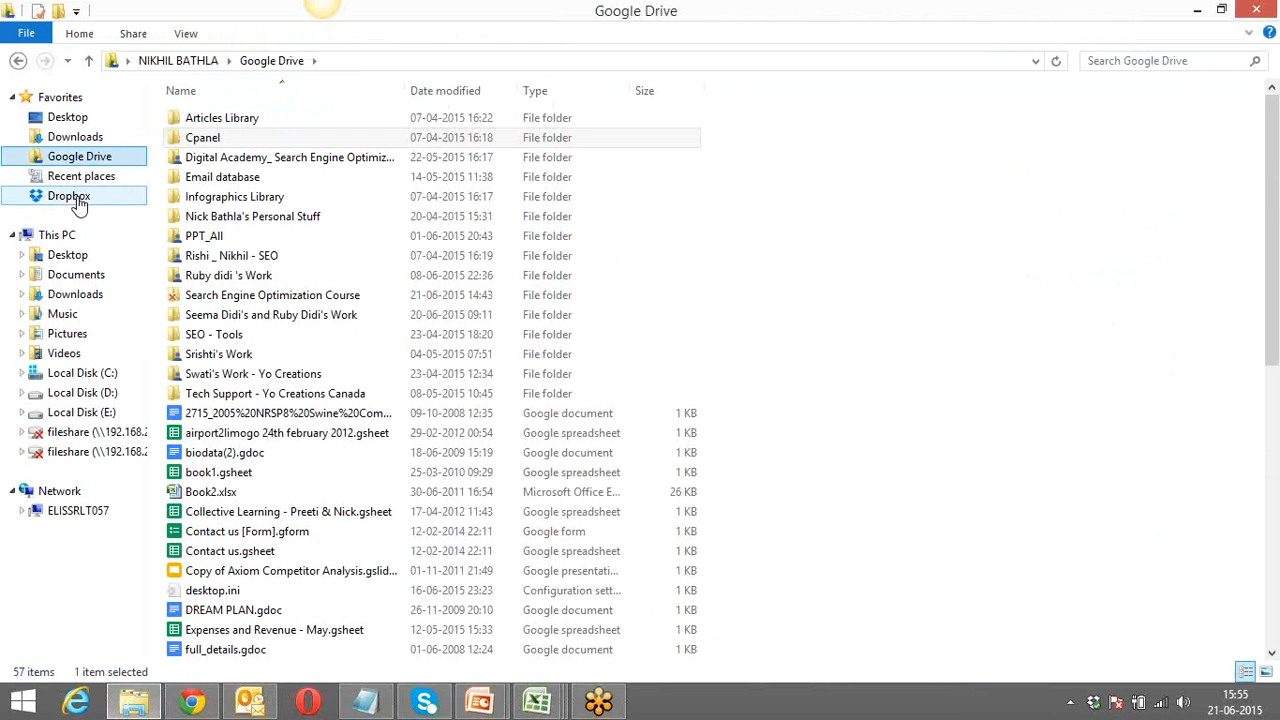 Google Drive
File Home Share View
NIKHIL BATHLA Google Drive Search Google Drive
Name Date modified Type Size
Favorites
Desktop
Downloads
Google Drive
Recent places
Dropbox
This PC
Desktop
Documents
Downloads
Music
Pictures
Videos
Local Disk (C:)
Local Disk (D:)
Local Disk (E:)
fileshare (\\192.168.2
fileshare (\\192.168.2
Network
ELISSRLT057
Articles Library 07-04-2015 16:22 File folder
Cpanel 07-04-2015 16:18 File folder
Digital Academy_ Search Engine Optimiz... 22-05-2015 16:17 File folder
Email database 14-05-2015 11:38 File folder
Infographics Library 07-04-2015 16:17 File folder
Nick Bathla's Personal Stuff 20-04-2015 15:31 File folder
PPT_All 01-06-2015 20:43 File folder
Rishi _ Nikhil - SEO 07-04-2015 16:19 File folder
Ruby didi 's Work 08-06-2015 22:36 File folder
Search Engine Optimization Course 21-06-2015 14:43 File folder
Seema Didi's and Ruby Didi's Work 20-06-2015 09:11 File folder
SEO - Tools 23-04-2015 18:20 File folder
Srishti's Work 04-05-2015 07:51 File folder
Swati's Work - Yo Creations 23-04-2015 12:34 File folder
Tech Support - Yo Creations Canada 08-05-2015 10:45 File folder
2715_2005%20NRSP8%20Swine%20Com... 09-10-2008 12:35 Google document 1 KB
airport2limogo 24th february 2012.gsheet 29-02-2012 00:54 Google spreadsheet 1 KB
biodata(2).gdoc 18-06-2009 15:19 Google document 1 KB
book1.gsheet 25-03-2010 09:29 Google spreadsheet 1 KB
Book2.xlsx 30-06-2011 16:54 Microsoft Office E... 26 KB
Collective Learning - Preeti & Nick.gsheet 17-04-2012 11:43 Google spreadsheet 1 KB
Contact us [Form].gform 12-02-2014 22:11 Google form 1 KB
Contact us.gsheet 12-02-2014 22:11 Google spreadsheet 1 KB
Copy of Axiom Competitor Analysis.gslid... 01-11-2011 21:49 Google presentati... 1 KB
desktop.ini 16-06-2015 23:23 Configuration sett... 1 KB
DREAM PLAN.gdoc 26-11-2009 20:10 Google document 1 KB
Expenses and Revenue - May.gsheet 12-05-2015 15:33 Google spreadsheet 1 KB
full_details.gdoc 01-06-2008 12:24 Google document 1 KB
57 items 1 item selected
15:55
21-06-2015